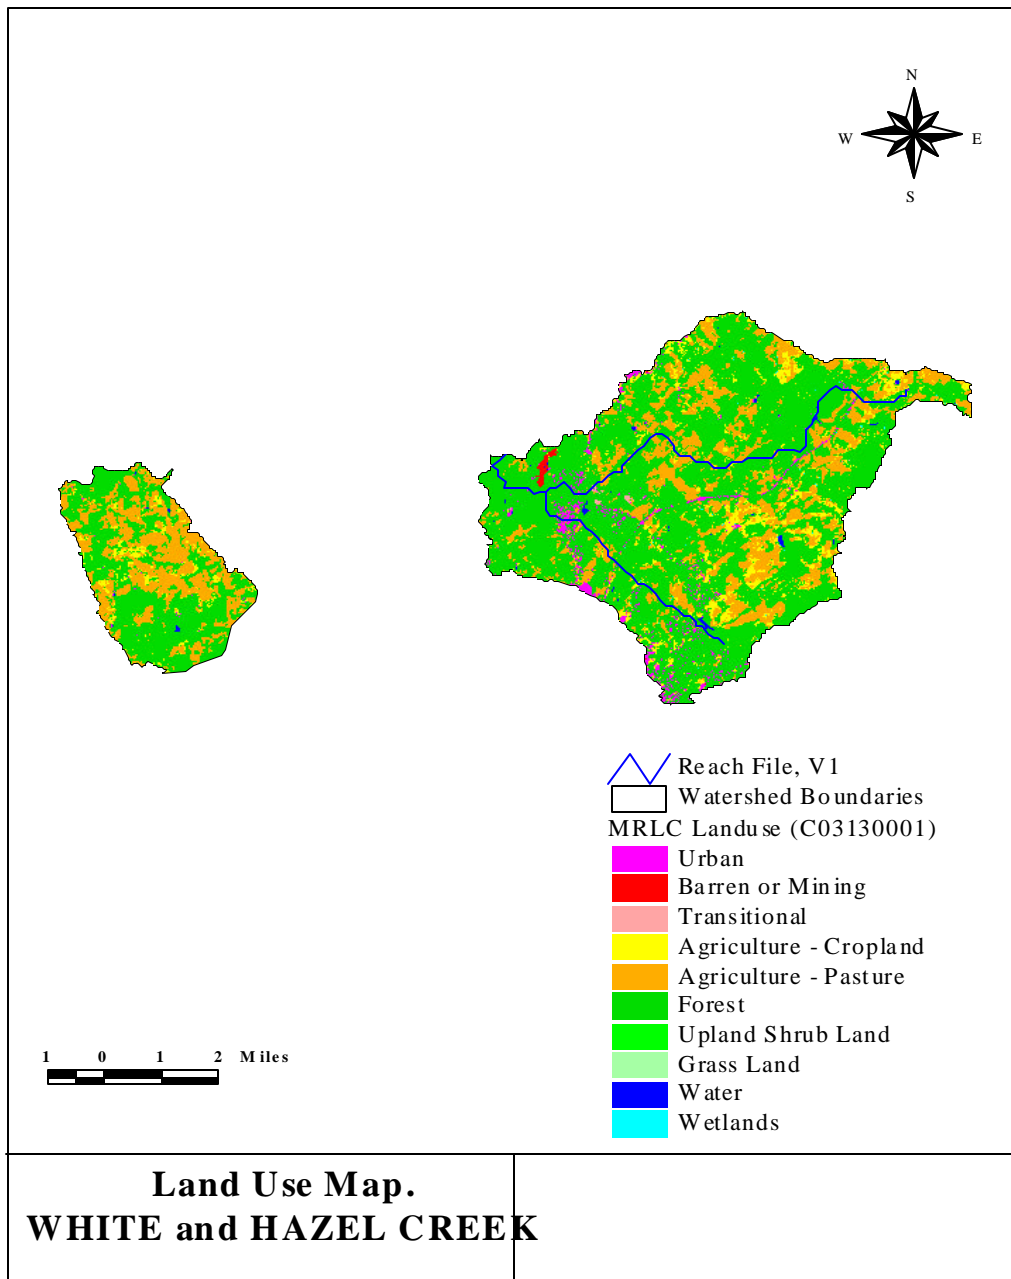 N
W E
S
Reach File, V1
Watershed Boundaries
MRLC Landuse (C03130001)
Urban
Barren or Mining
Transitional
Agriculture - Cropland
Agriculture - Pasture
Forest
Upland Shrub Land
Grass Land
Water
Wetlands
1 0 1 2 Miles
Land Use Map.
WHITE and HAZEL CREEK